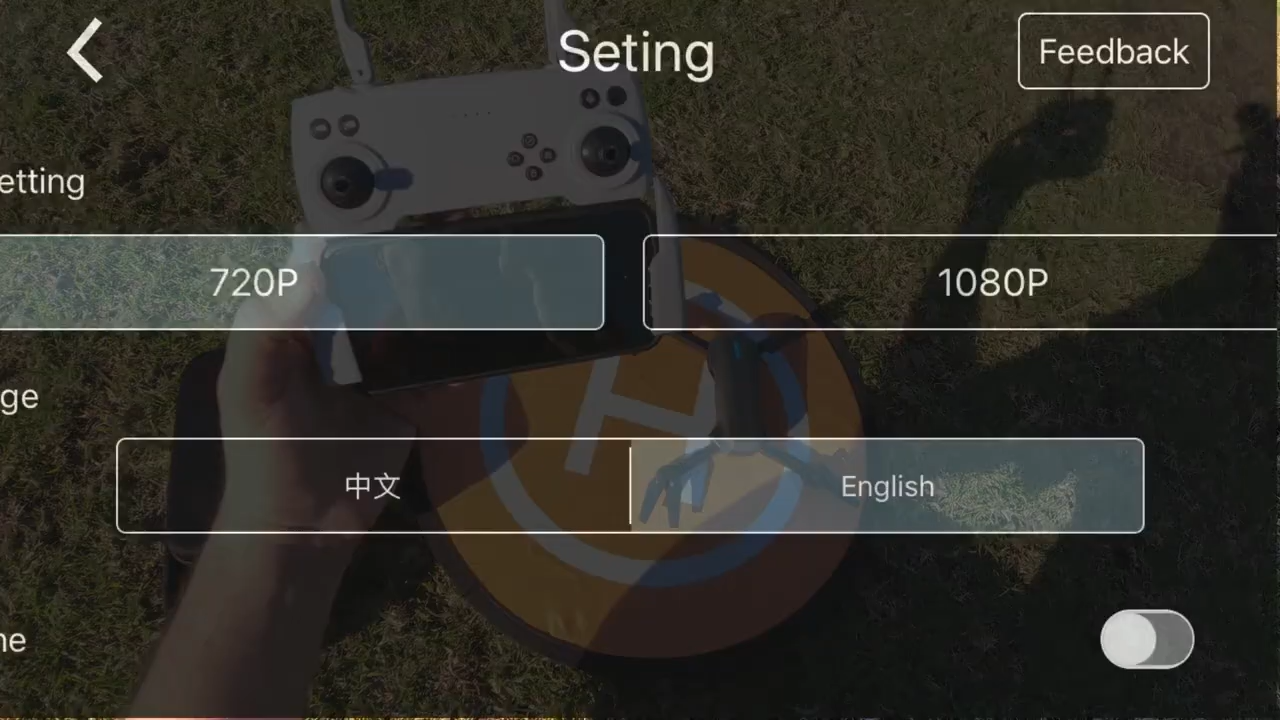 Seting
Feedback
etting
720P
1080P
ge
中文
English
ne
H